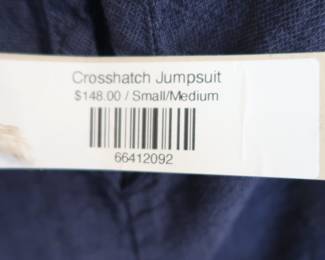 Crosshatch Jumpsuit
$148.00 / Small/Medium
66412092